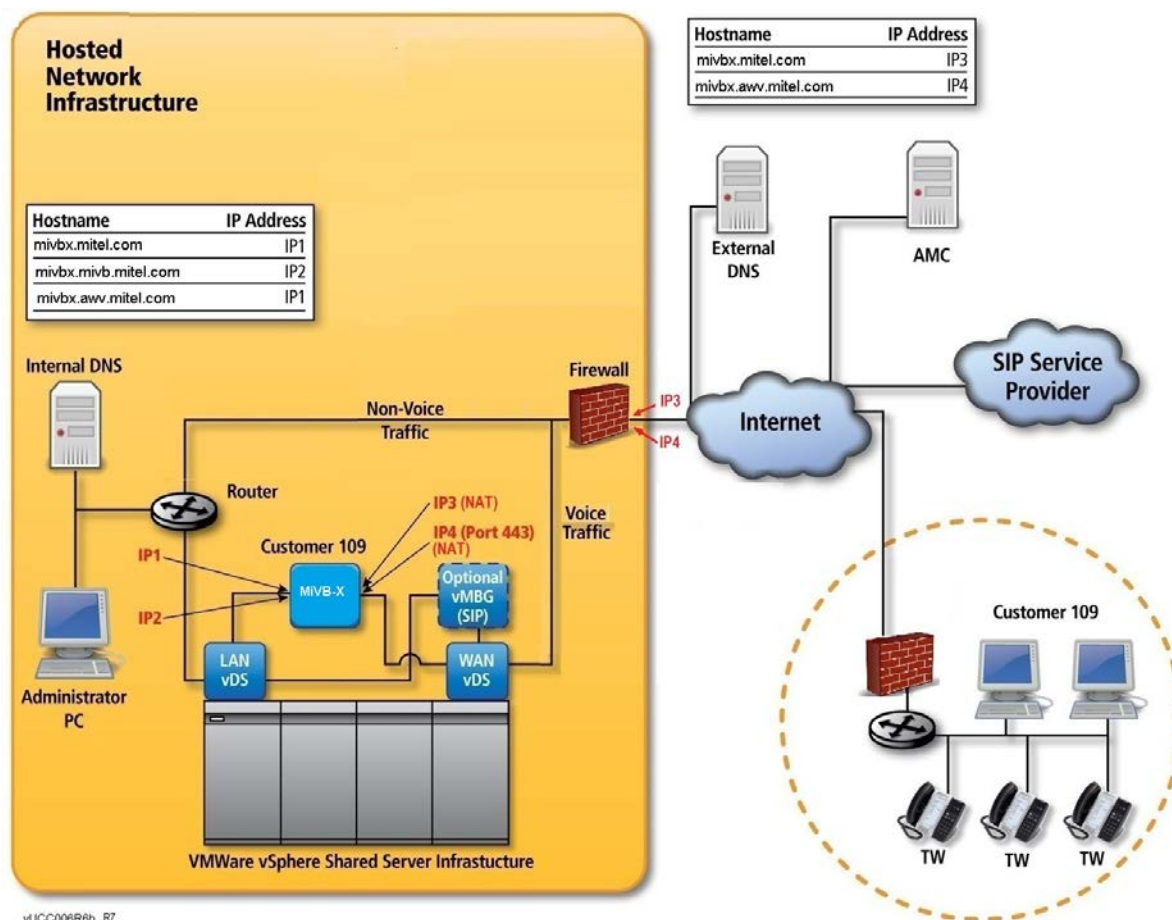 Hosted
Network
Infrastructure
Hostname IP Address
mivbx.mitel.com IP3
mivbx.awv.mitel.com IP4
Hostname IP Address
mivbx.mitel.com IP1
mivbx.mivb.mitel.com IP2
mivbx.awv.mitel.com IP1
External
DNS
AMC
Internal DNS
Firewall
SIP Service
Provider
Non-Voice
Traffic
IP3
IP4
Internet
Router
IP3 (NAT)
IP4 (Port 443)
(NAT)
Voice
Traffic
IP1
Customer 109
MiVB-X
Optional
vMBG
(SIP)
IP2
LAN
vDS
WAN
vDS
Administrator
PC
Customer 109
TW
TW
TW
VMWare vSphere Shared Server Infrastucture
vUCC006R6b_R7